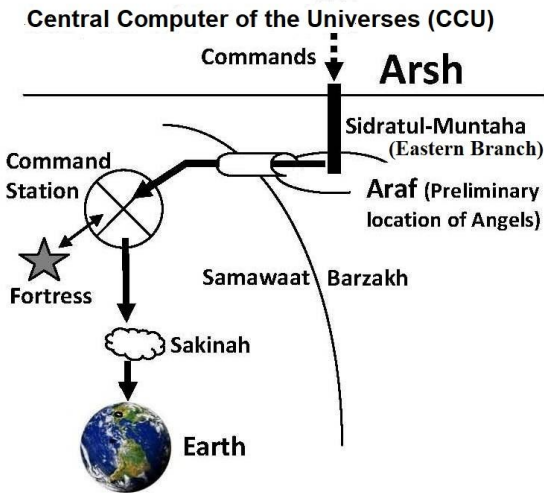 Central Computer of the Universes (CCU)
Commands
Arsh
Sidratul-Muntaha
(Eastern Branch)
Command
Station
Araf (Preliminary
location of Angels)
Fortress
Samawaat
Barzakh
Sakinah
Earth